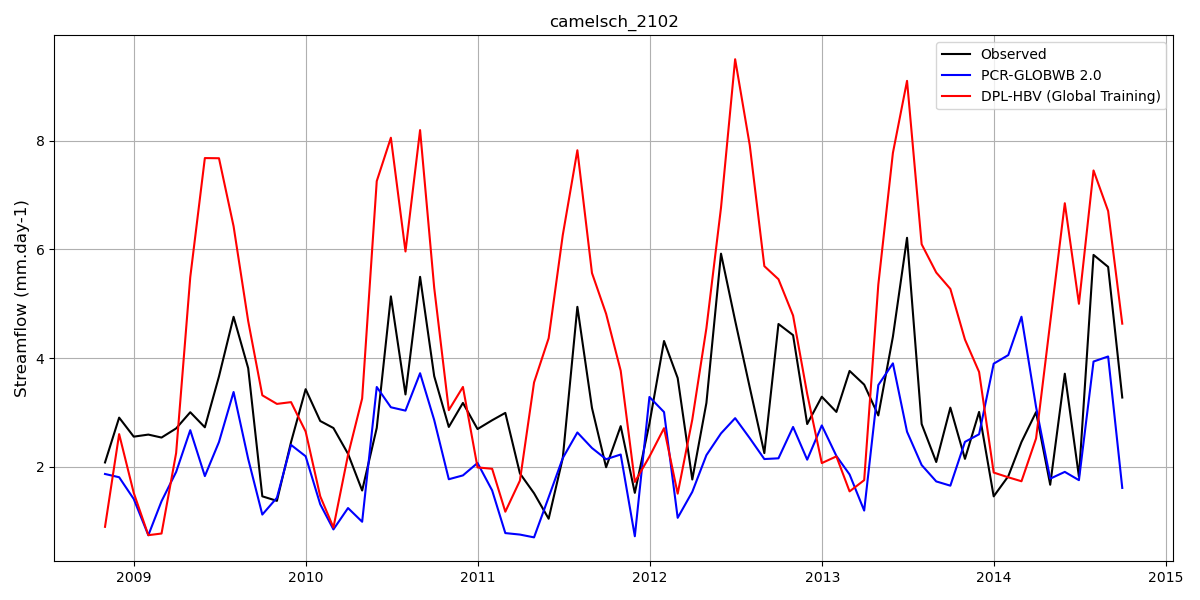 camelsch_2102
Observed
PCR-GLOBWB 2.0
DPL-HBV (Global Training)
Streamflow (mm.day-1)
8
6
4
2
2009 2010 2011 2012 2013 2014 2015